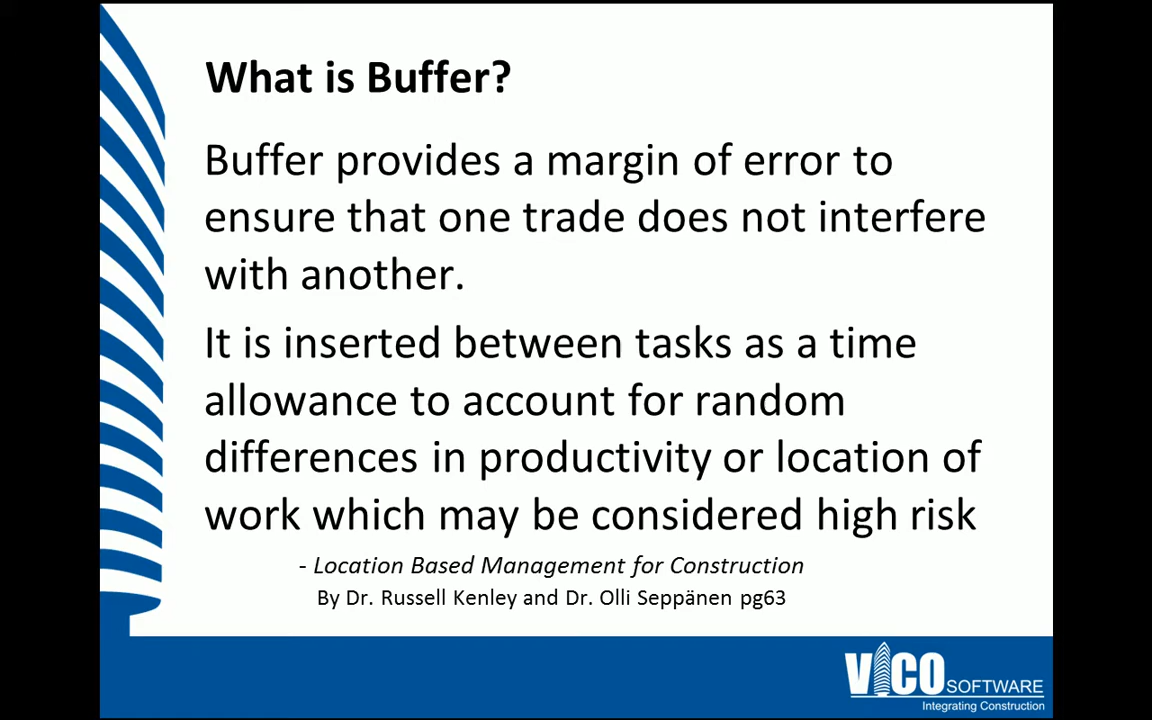 What is Buffer?
Buffer provides a margin of error to
ensure that one trade does not interfere
with another.
It is inserted between tasks as a time
allowance to account for random
differences in productivity or location of
work which may be considered high risk
- Location Based Management for Construction
By Dr. Russell Kenley and Dr. Olli Seppänen pg63
VICO SOFTWARE
Integrating Construction